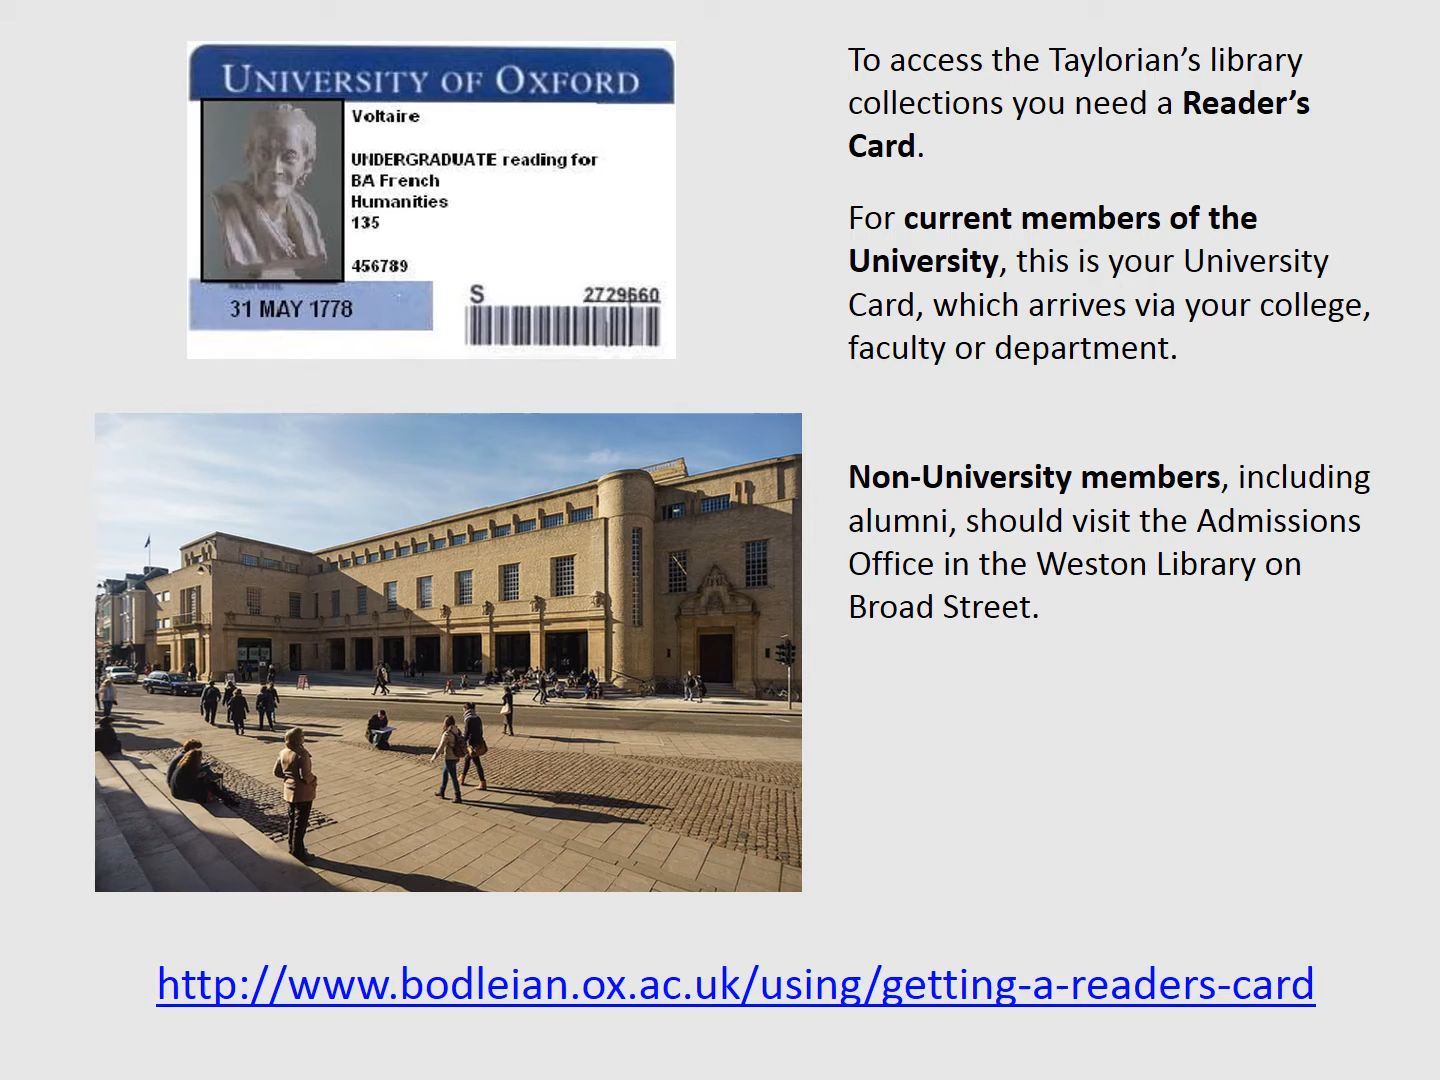 UNIVERSITY OF OXFORD
Voltaire
UNDERGRADUATE reading for
BA French
Humanities
135
456789
31 MAY 1778
S 2729560
To access the Taylorian’s library
collections you need a Reader’s
Card.
For current members of the
University, this is your University
Card, which arrives via your college,
faculty or department.
Non-University members, including
alumni, should visit the Admissions
Office in the Weston Library on
Broad Street.
http://www.bodleian.ox.ac.uk/using/getting-a-readers-card